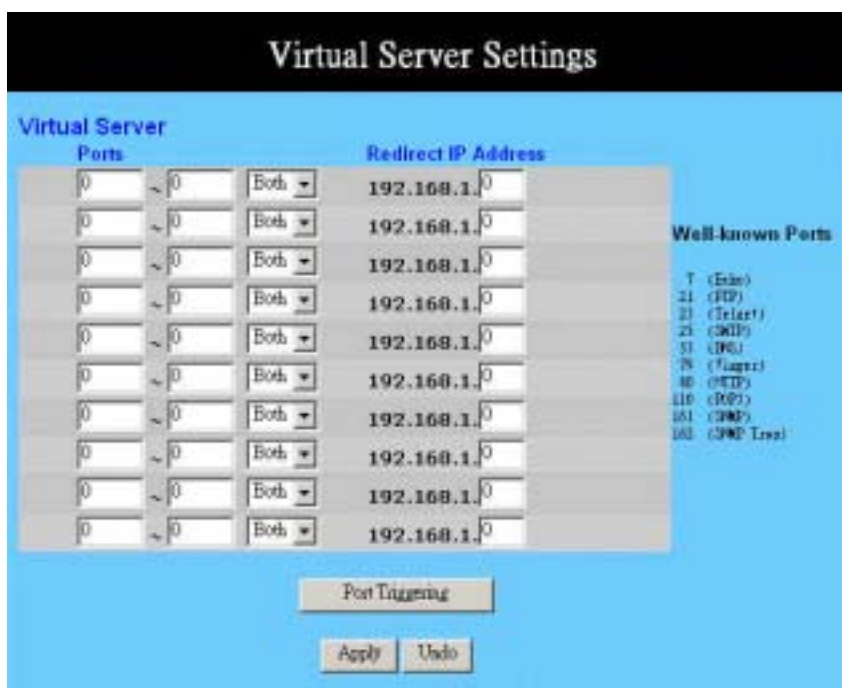 Virtual Server Settings
Virtual Server
Ports Redirect IP Address
0 ~ 0 Both 192.168.1. 0
0 ~ 0 Both 192.168.1. 0
0 ~ 0 Both 192.168.1. 0
0 ~ 0 Both 192.168.1. 0
0 ~ 0 Both 192.168.1. 0
0 ~ 0 Both 192.168.1. 0
0 ~ 0 Both 192.168.1. 0
0 ~ 0 Both 192.168.1. 0
0 ~ 0 Both 192.168.1. 0
0 ~ 0 Both 192.168.1. 0
Well-known Ports
7 (Echo)
21 (FTP)
23 (Telnet)
25 (SMTP)
53 (DNS)
79 (Finger)
80 (HTTP)
110 (POP3)
161 (SNMP)
162 (SNMP Trap)
Port Triggering
Apply Undo